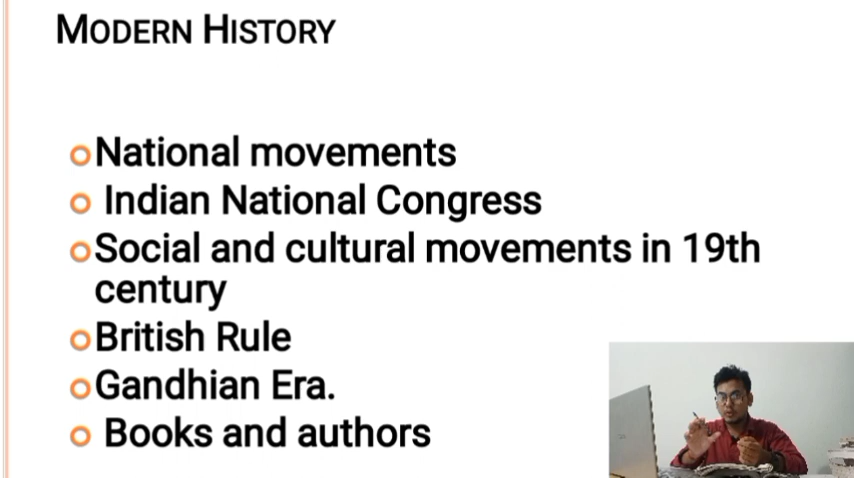 MODERN HISTORY
National movements
Indian National Congress
Social and cultural movements in 19th
century
British Rule
Gandhian Era.
Books and authors